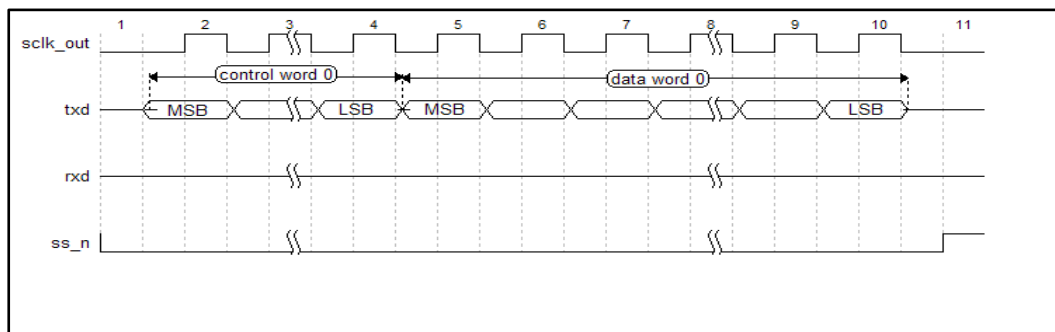 1 2 3 4 5 6 7 8 9 10 11
sclk_out
control word 0 data word 0
txd MSB LSB MSB LSB
rxd
ss_n